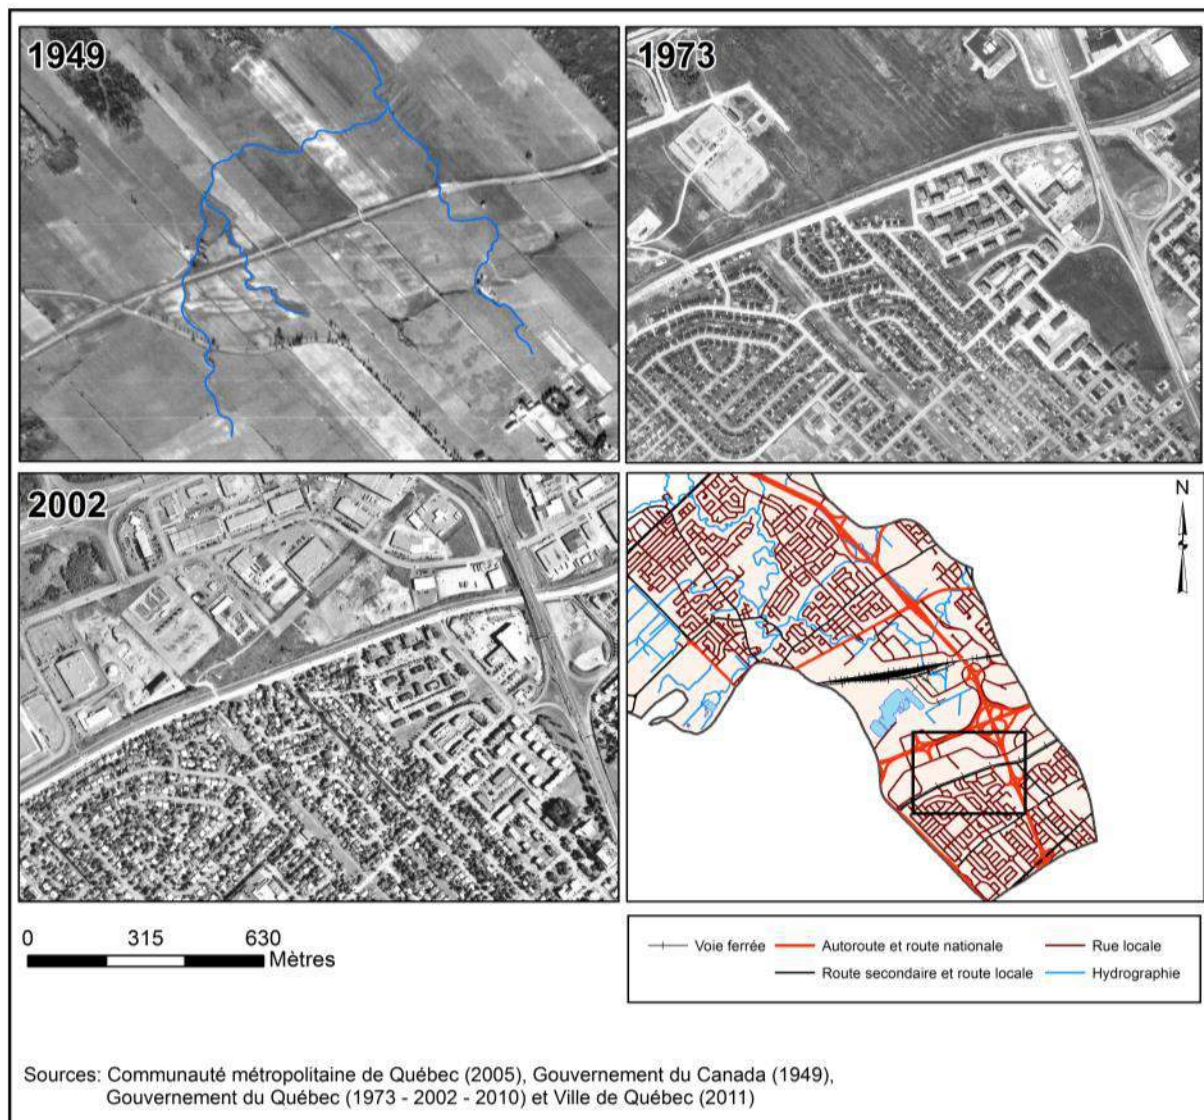 1949
1973
2002
N
0 315 630
Mètres
Voie ferrée Autoroute et route nationale Rue locale
Route secondaire et route locale Hydrographie
Sources: Communauté métropolitaine de Québec (2005), Gouvernement du Canada (1949),
Gouvernement du Québec (1973 - 2002 - 2010) et Ville de Québec (2011)